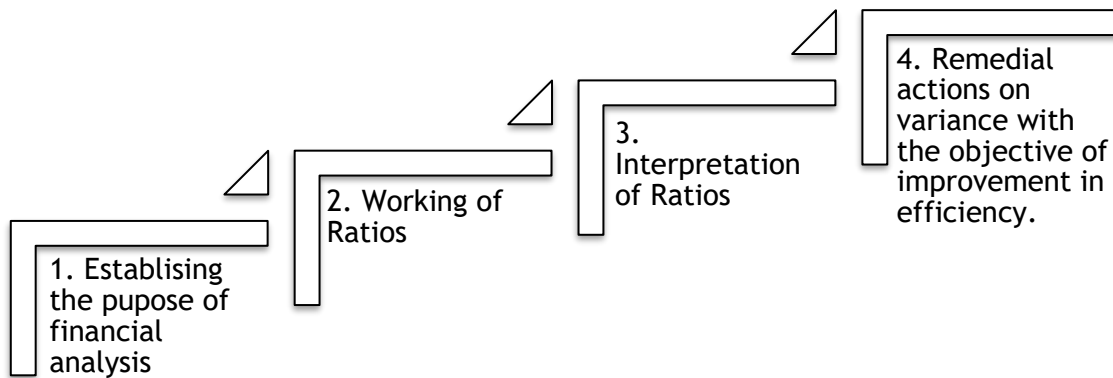 1. Establising
the pupose of
financial
analysis
2. Working of
Ratios
3.
Interpretation
of Ratios
4. Remedial
actions on
variance with
the objective of
improvement in
efficiency.